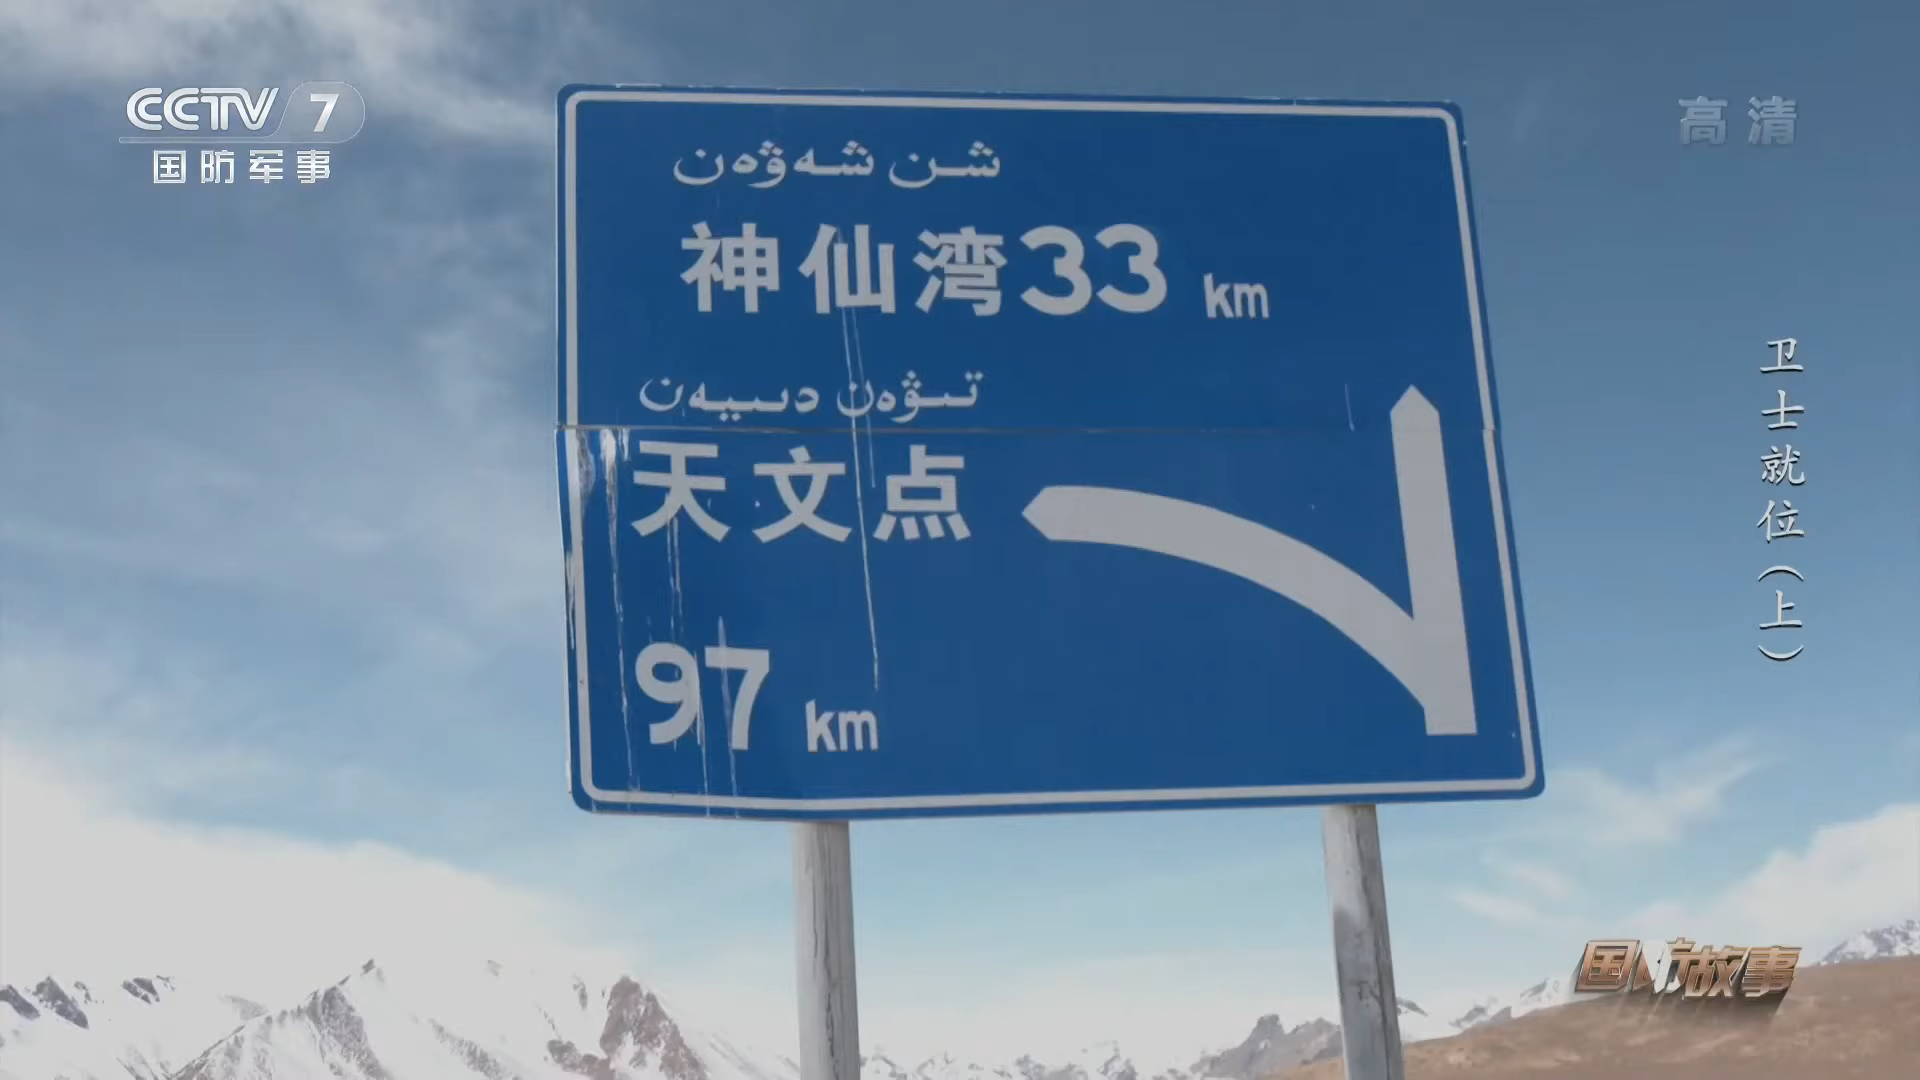 CCTV 7
国防军事
高清
شىن شەۋەن
神仙湾33 km
تىۋەن دىيەن
天文点
97 km
卫士就位（上）
国防故事